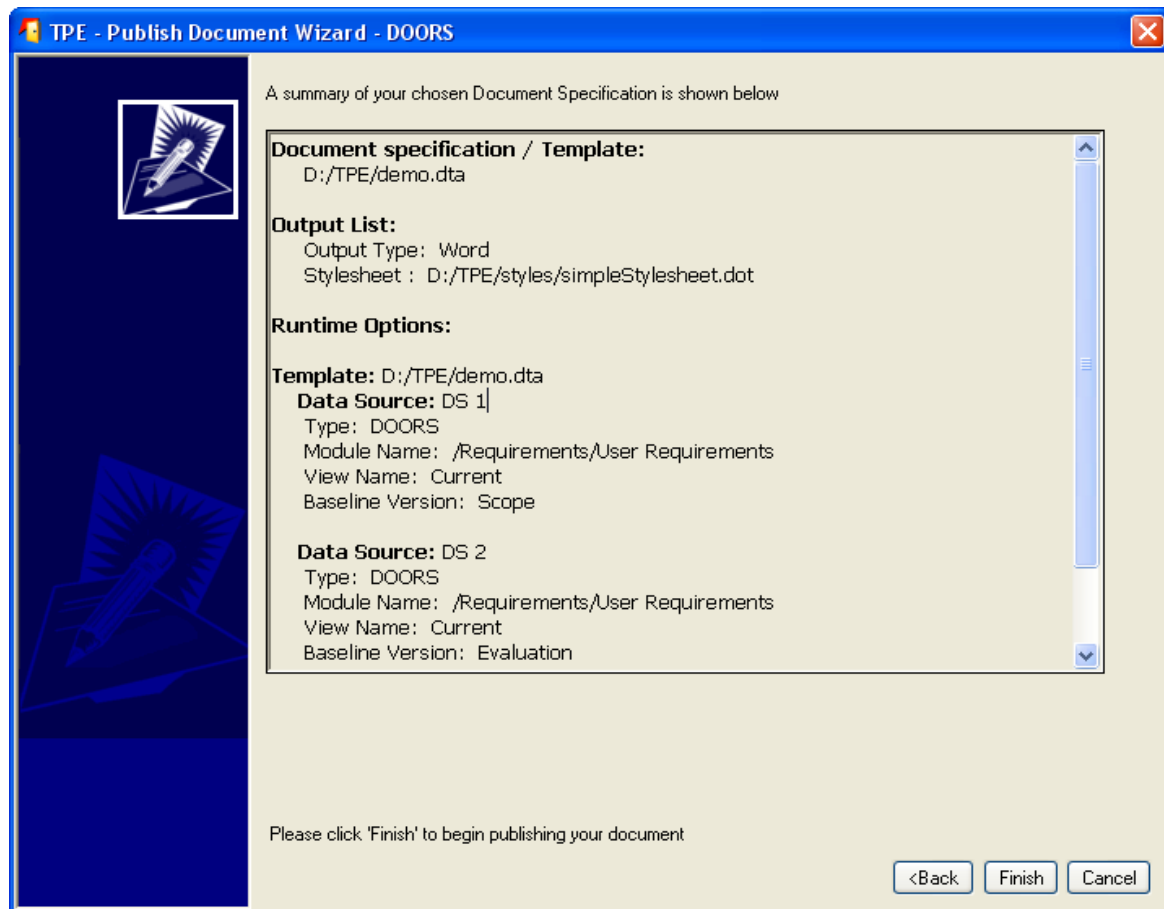 TPE - Publish Document Wizard - DOORS
A summary of your chosen Document Specification is shown below
Document specification / Template:
D:/TPE/demo.dta
Output List:
Output Type: Word
Stylesheet : D:/TPE/styles/simpleStylesheet.dot
Runtime Options:
Template: D:/TPE/demo.dta
Data Source: DS 1
Type: DOORS
Module Name: /Requirements/User Requirements
View Name: Current
Baseline Version: Scope
Data Source: DS 2
Type: DOORS
Module Name: /Requirements/User Requirements
View Name: Current
Baseline Version: Evaluation
Please click 'Finish' to begin publishing your document
<Back Finish Cancel